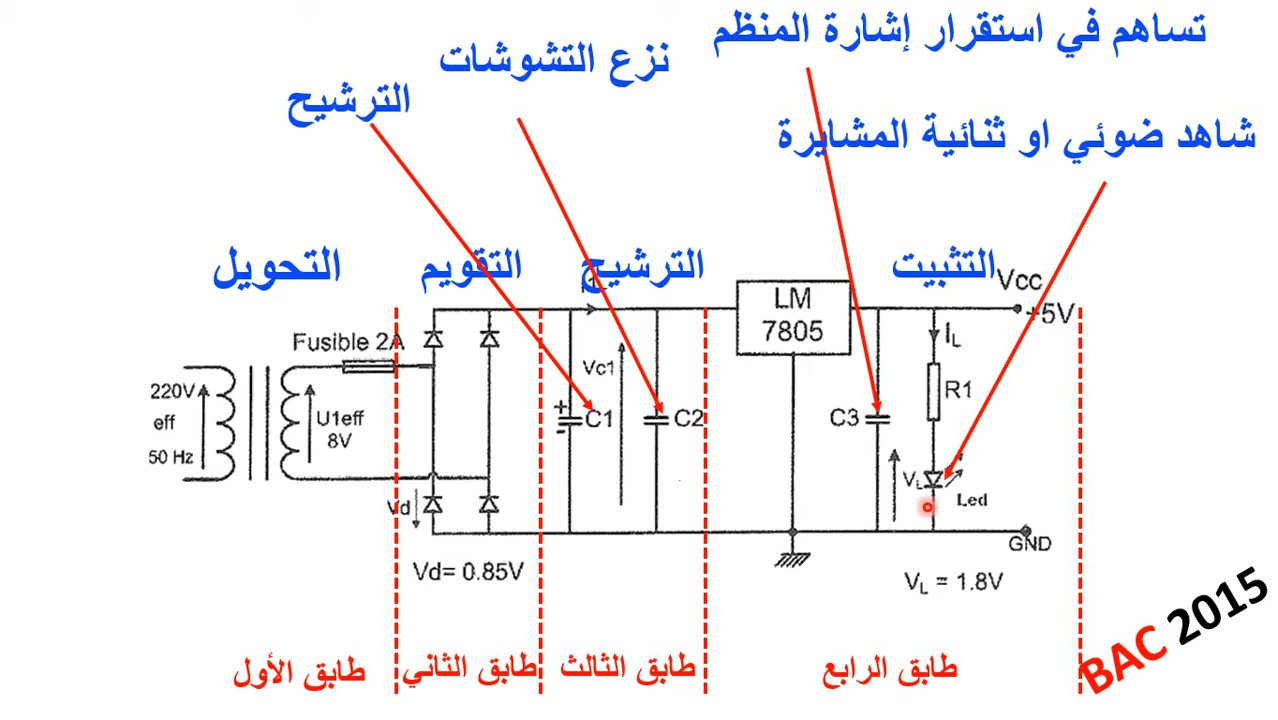 تساهم في استقرار إشارة المنظم
نزع التشوشات
الترشيح
شاهد ضوئي او ثنائية المشايرة
التحويل
التقويم
الترشيح
التثبيت
Vcc
+5V
LM
7805
Fusible 2A
220V
eff
50 Hz
U1eff
8V
Vc1
+
-
C1
C2
C3
IL
R1
VL
Led
Vd
GND
Vd= 0.85V
VL = 1.8V
طابق الأول
طابق الثاني
طابق الثالث
طابق الرابع
BAC 2015